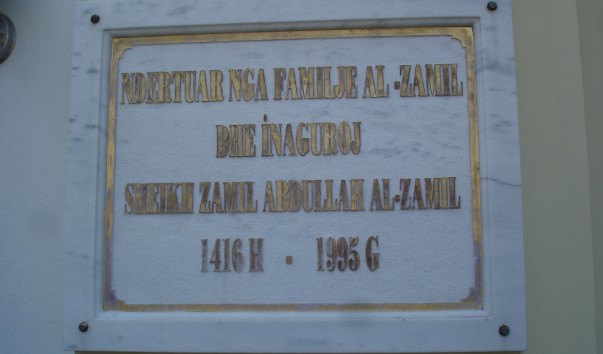 NDERTUAR NGA FAMILJE AL-ZAMIL
DHE İNAGUROJ
SHEIKH ZAMIL ABDULLAH AL-ZAMIL
1416 H - 1995 G